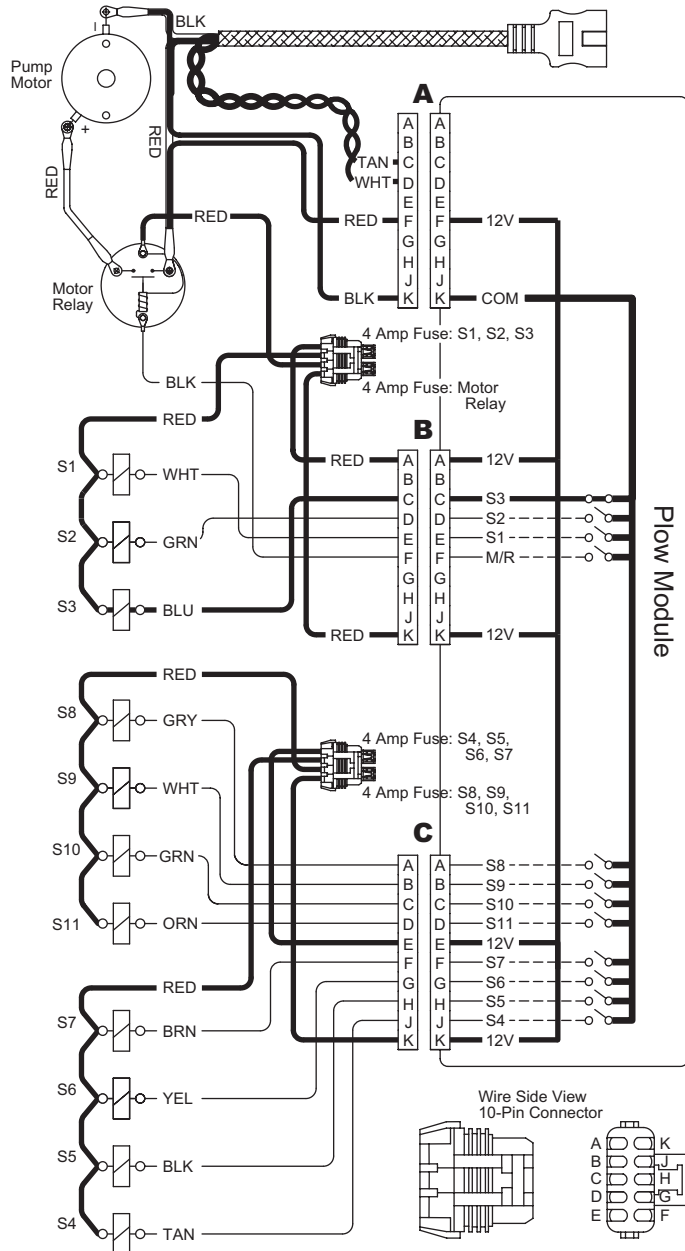 BLK
Pump
Motor
–
+
RED
RED
A
A
B
C
D
E
F
G
H
J
K
A
B
C
D
E
F
G
H
J
K
TAN
WHT
RED
12V
RED
BLK
COM
Motor
Relay
4 Amp Fuse: S1, S2, S3
4 Amp Fuse: Motor
Relay
BLK
RED
B
A
B
C
D
E
F
G
H
J
K
A
B
C
D
E
F
G
H
J
K
RED
12V
S1
WHT
S3
S2
S2
GRN
S1
M/R
S3
BLU
RED
12V
Plow Module
RED
S8
GRY
4 Amp Fuse: S4, S5,
S6, S7
S9
WHT
4 Amp Fuse: S8, S9,
S10, S11
S10
GRN
S11
ORN
C
A
B
C
D
E
F
G
H
J
K
A
B
C
D
E
F
G
H
J
K
S8
S9
S10
S11
12V
S7
S6
S5
S4
12V
RED
S7
BRN
S6
YEL
S5
BLK
S4
TAN
Wire Side View
10-Pin Connector
A K
B J
C H
D G
E F